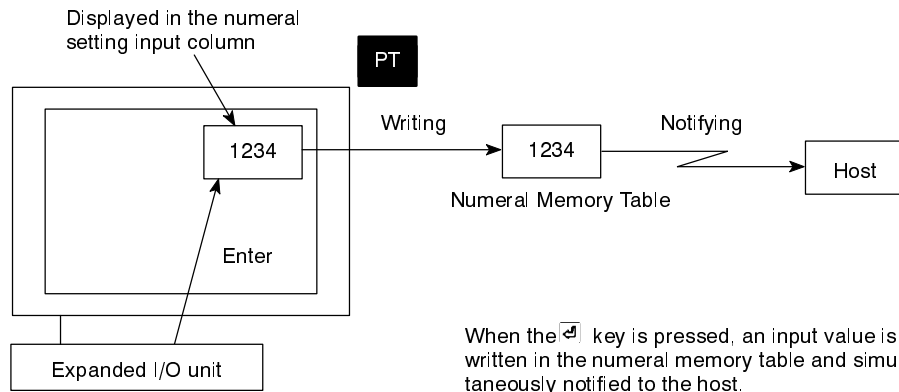 Displayed in the numeral
setting input column
PT
1234
Writing
1234
Notifying
Host
Numeral Memory Table
Enter
Expanded I/O unit
When the key is pressed, an input value is
written in the numeral memory table and simul
taneously notified to the host.